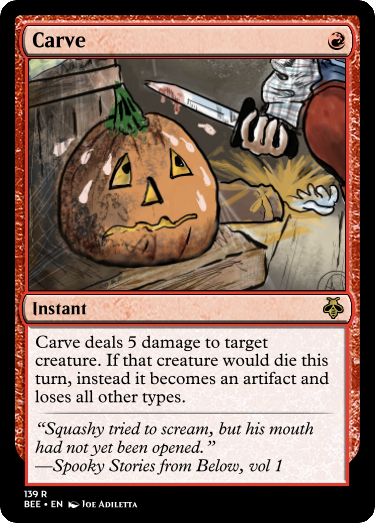 Carve
Instant
Carve deals 5 damage to target
creature. If that creature would die this
turn, instead it becomes an artifact and
loses all other types.
“Squashy tried to scream, but his mouth
had not yet been opened.”
—Spooky Stories from Below, vol 1
139 R
BEE • EN Joe Adiletta